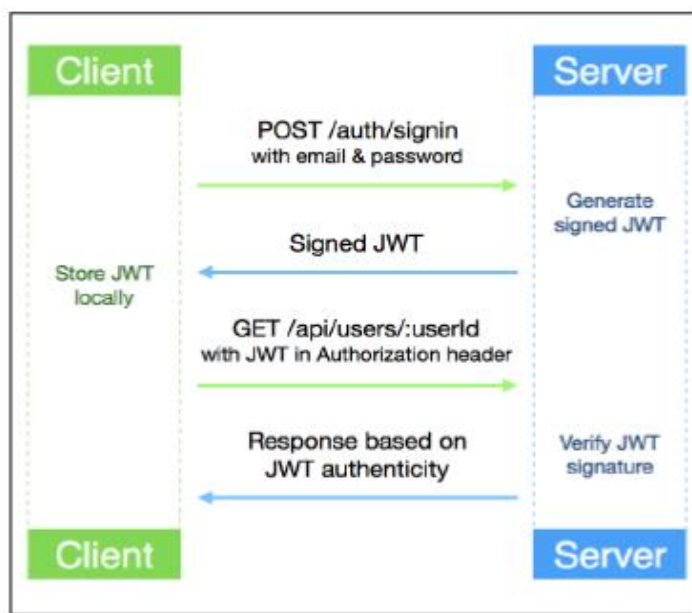 Client
Server
POST /auth/signin
with email & password
Generate
signed JWT
Signed JWT
Store JWT
locally
GET /api/users/:userId
with JWT in Authorization header
Response based on
JWT authenticity
Verify JWT
signature
Client
Server